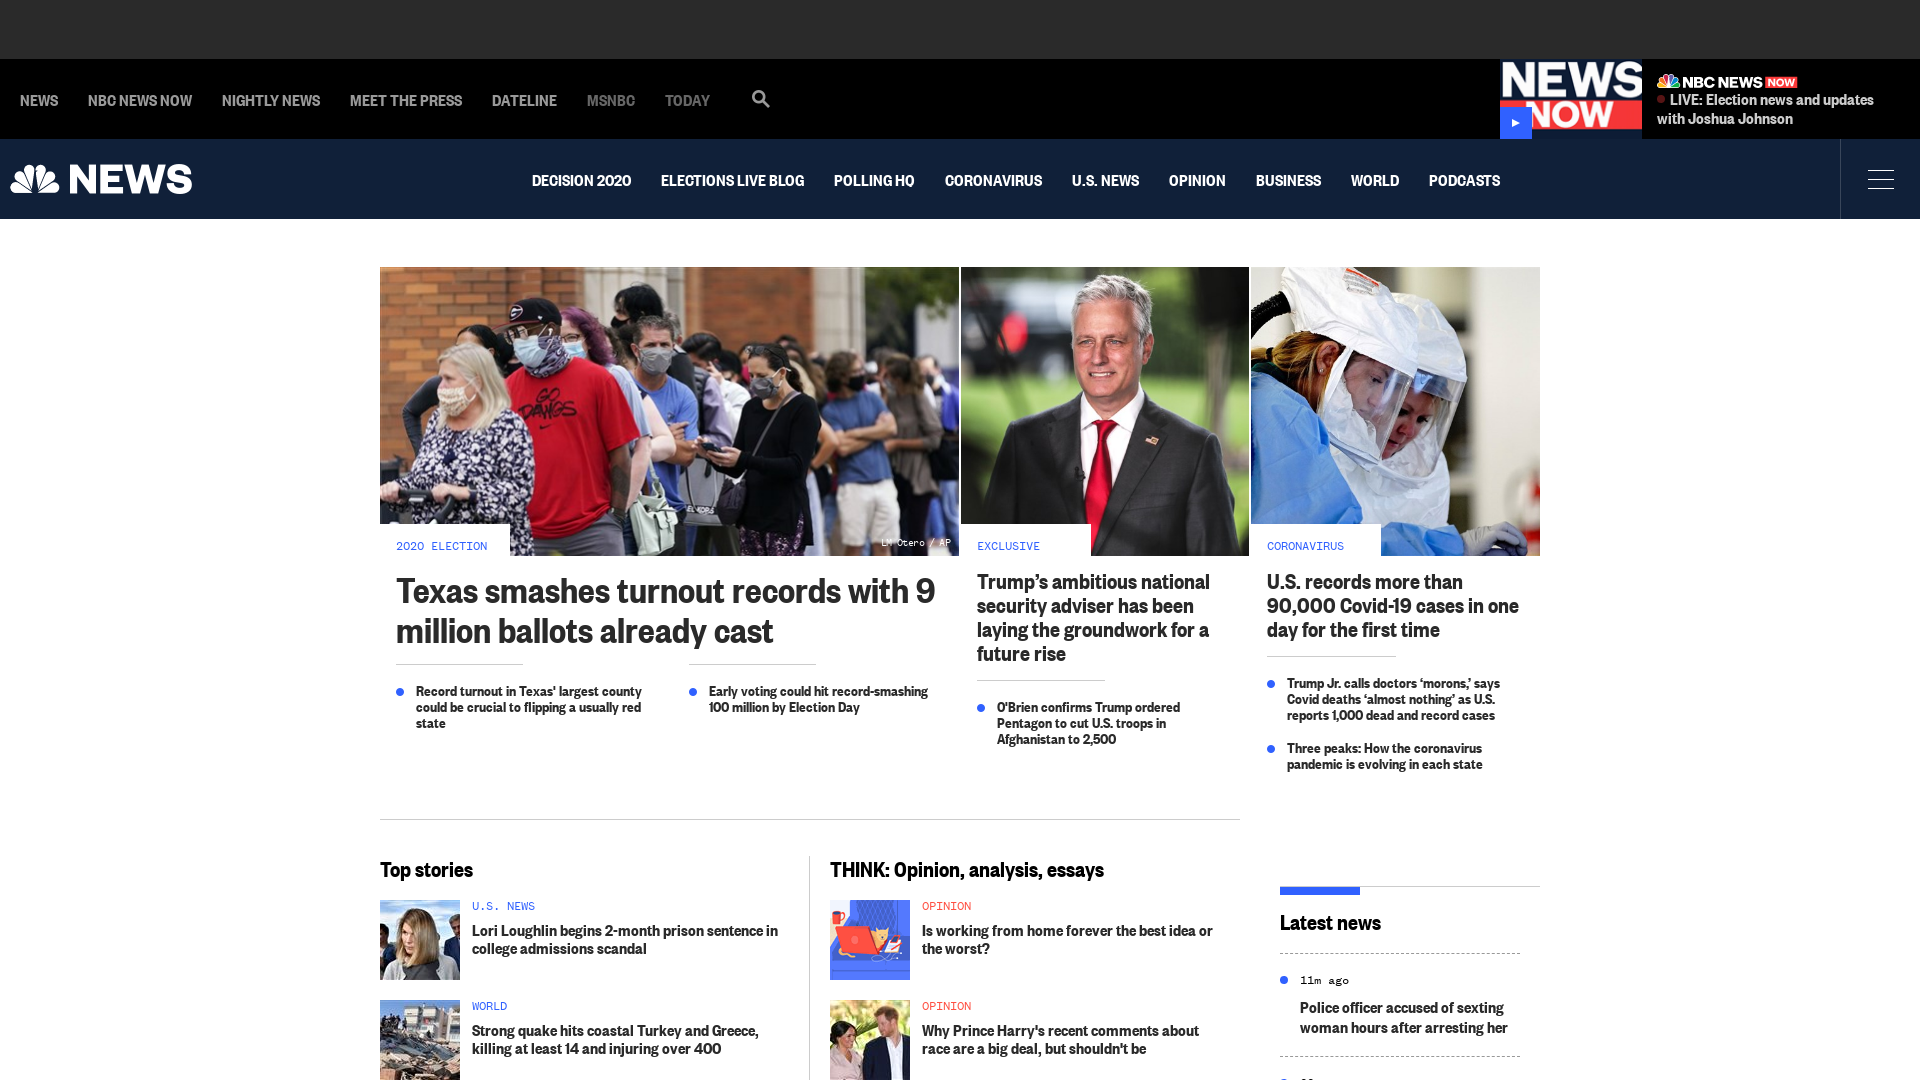 NEWS
NBC NEWS NOW
NIGHTLY NEWS
MEET THE PRESS
DATELINE
MSNBC
TODAY
NEWS
NOW
NBC NEWS NOW
LIVE: Election news and updates
with Joshua Johnson
NEWS
DECISION 2020
ELECTIONS LIVE BLOG
POLLING HQ
CORONAVIRUS
U.S. NEWS
OPINION
BUSINESS
WORLD
PODCASTS
GO
DAWGS
LM Otero / AP
2020 ELECTION
Texas smashes turnout records with 9
million ballots already cast
Record turnout in Texas' largest county
could be crucial to flipping a usually red
state
Early voting could hit record-smashing
100 million by Election Day
EXCLUSIVE
Trump’s ambitious national
security adviser has been
laying the groundwork for a
future rise
O'Brien confirms Trump ordered
Pentagon to cut U.S. troops in
Afghanistan to 2,500
CORONAVIRUS
U.S. records more than
90,000 Covid-19 cases in one
day for the first time
Trump Jr. calls doctors ‘morons,’ says
Covid deaths ‘almost nothing’ as U.S.
reports 1,000 dead and record cases
Three peaks: How the coronavirus
pandemic is evolving in each state
Top stories
U.S. NEWS
Lori Loughlin begins 2-month prison sentence in
college admissions scandal
WORLD
Strong quake hits coastal Turkey and Greece,
killing at least 14 and injuring over 400
THINK: Opinion, analysis, essays
OPINION
Is working from home forever the best idea or
the worst?
OPINION
Why Prince Harry's recent comments about
race are a big deal, but shouldn't be
Latest news
11m ago
Police officer accused of sexting
woman hours after arresting her